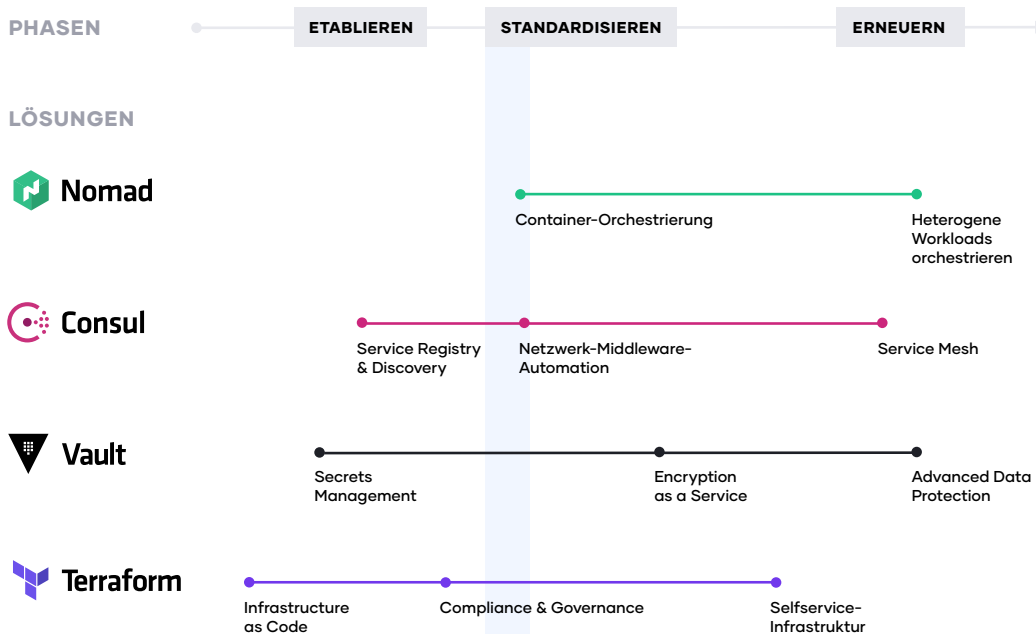 PHASEN
ETABLIEREN
STANDARDISIEREN
ERNEUERN
LÖSUNGEN
Nomad
Container-Orchestrierung
Heterogene
Workloads
orchestrieren
Consul
Service Registry
& Discovery
Netzwerk-Middleware-
Automation
Service Mesh
Vault
Secrets
Management
Encryption
as a Service
Advanced Data
Protection
Terraform
Infrastructure
as Code
Compliance & Governance
Selfservice-
Infrastruktur